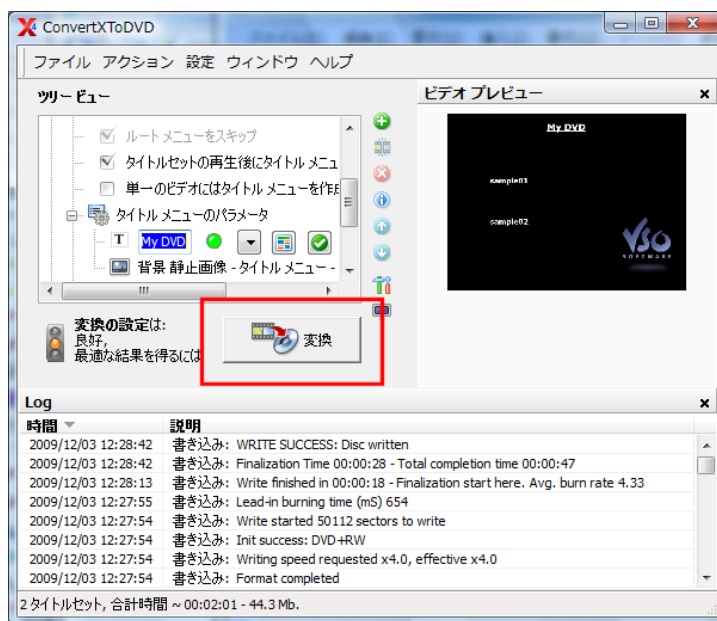 ConvertXToDVD
ファイル アクション 設定 ウィンドウ ヘルプ
ツリー ビュー
ルート メニューをスキップ
タイトルセットの再生後にタイトル メニュ
単一のビデオにはタイトル メニューを作成
タイトル メニューのパラメータ
T My DVD
背景 静止画像 - タイトル メニュー -
変換の設定は:
良好,
最適な結果を得るには
変換
ビデオ プレビュー
My DVD
sample01
sample02
VSO
SOFTWARE
Log
時間 説明
2009/12/03 12:28:42 書き込み: WRITE SUCCESS: Disc written
2009/12/03 12:28:42 書き込み: Finalization Time 00:00:28 - Total completion time 00:00:47
2009/12/03 12:28:13 書き込み: Write finished in 00:00:18 - Finalization start here. Avg. burn rate 4.33
2009/12/03 12:27:55 書き込み: Lead-in burning time (mS) 654
2009/12/03 12:27:54 書き込み: Write started 50112 sectors to write
2009/12/03 12:27:54 書き込み: Init success: DVD+RW
2009/12/03 12:27:54 書き込み: Writing speed requested x4.0, effective x4.0
2009/12/03 12:27:54 書き込み: Format completed
2 タイトルセット, 合計時間 ~ 00:02:01 - 44.3 Mb.